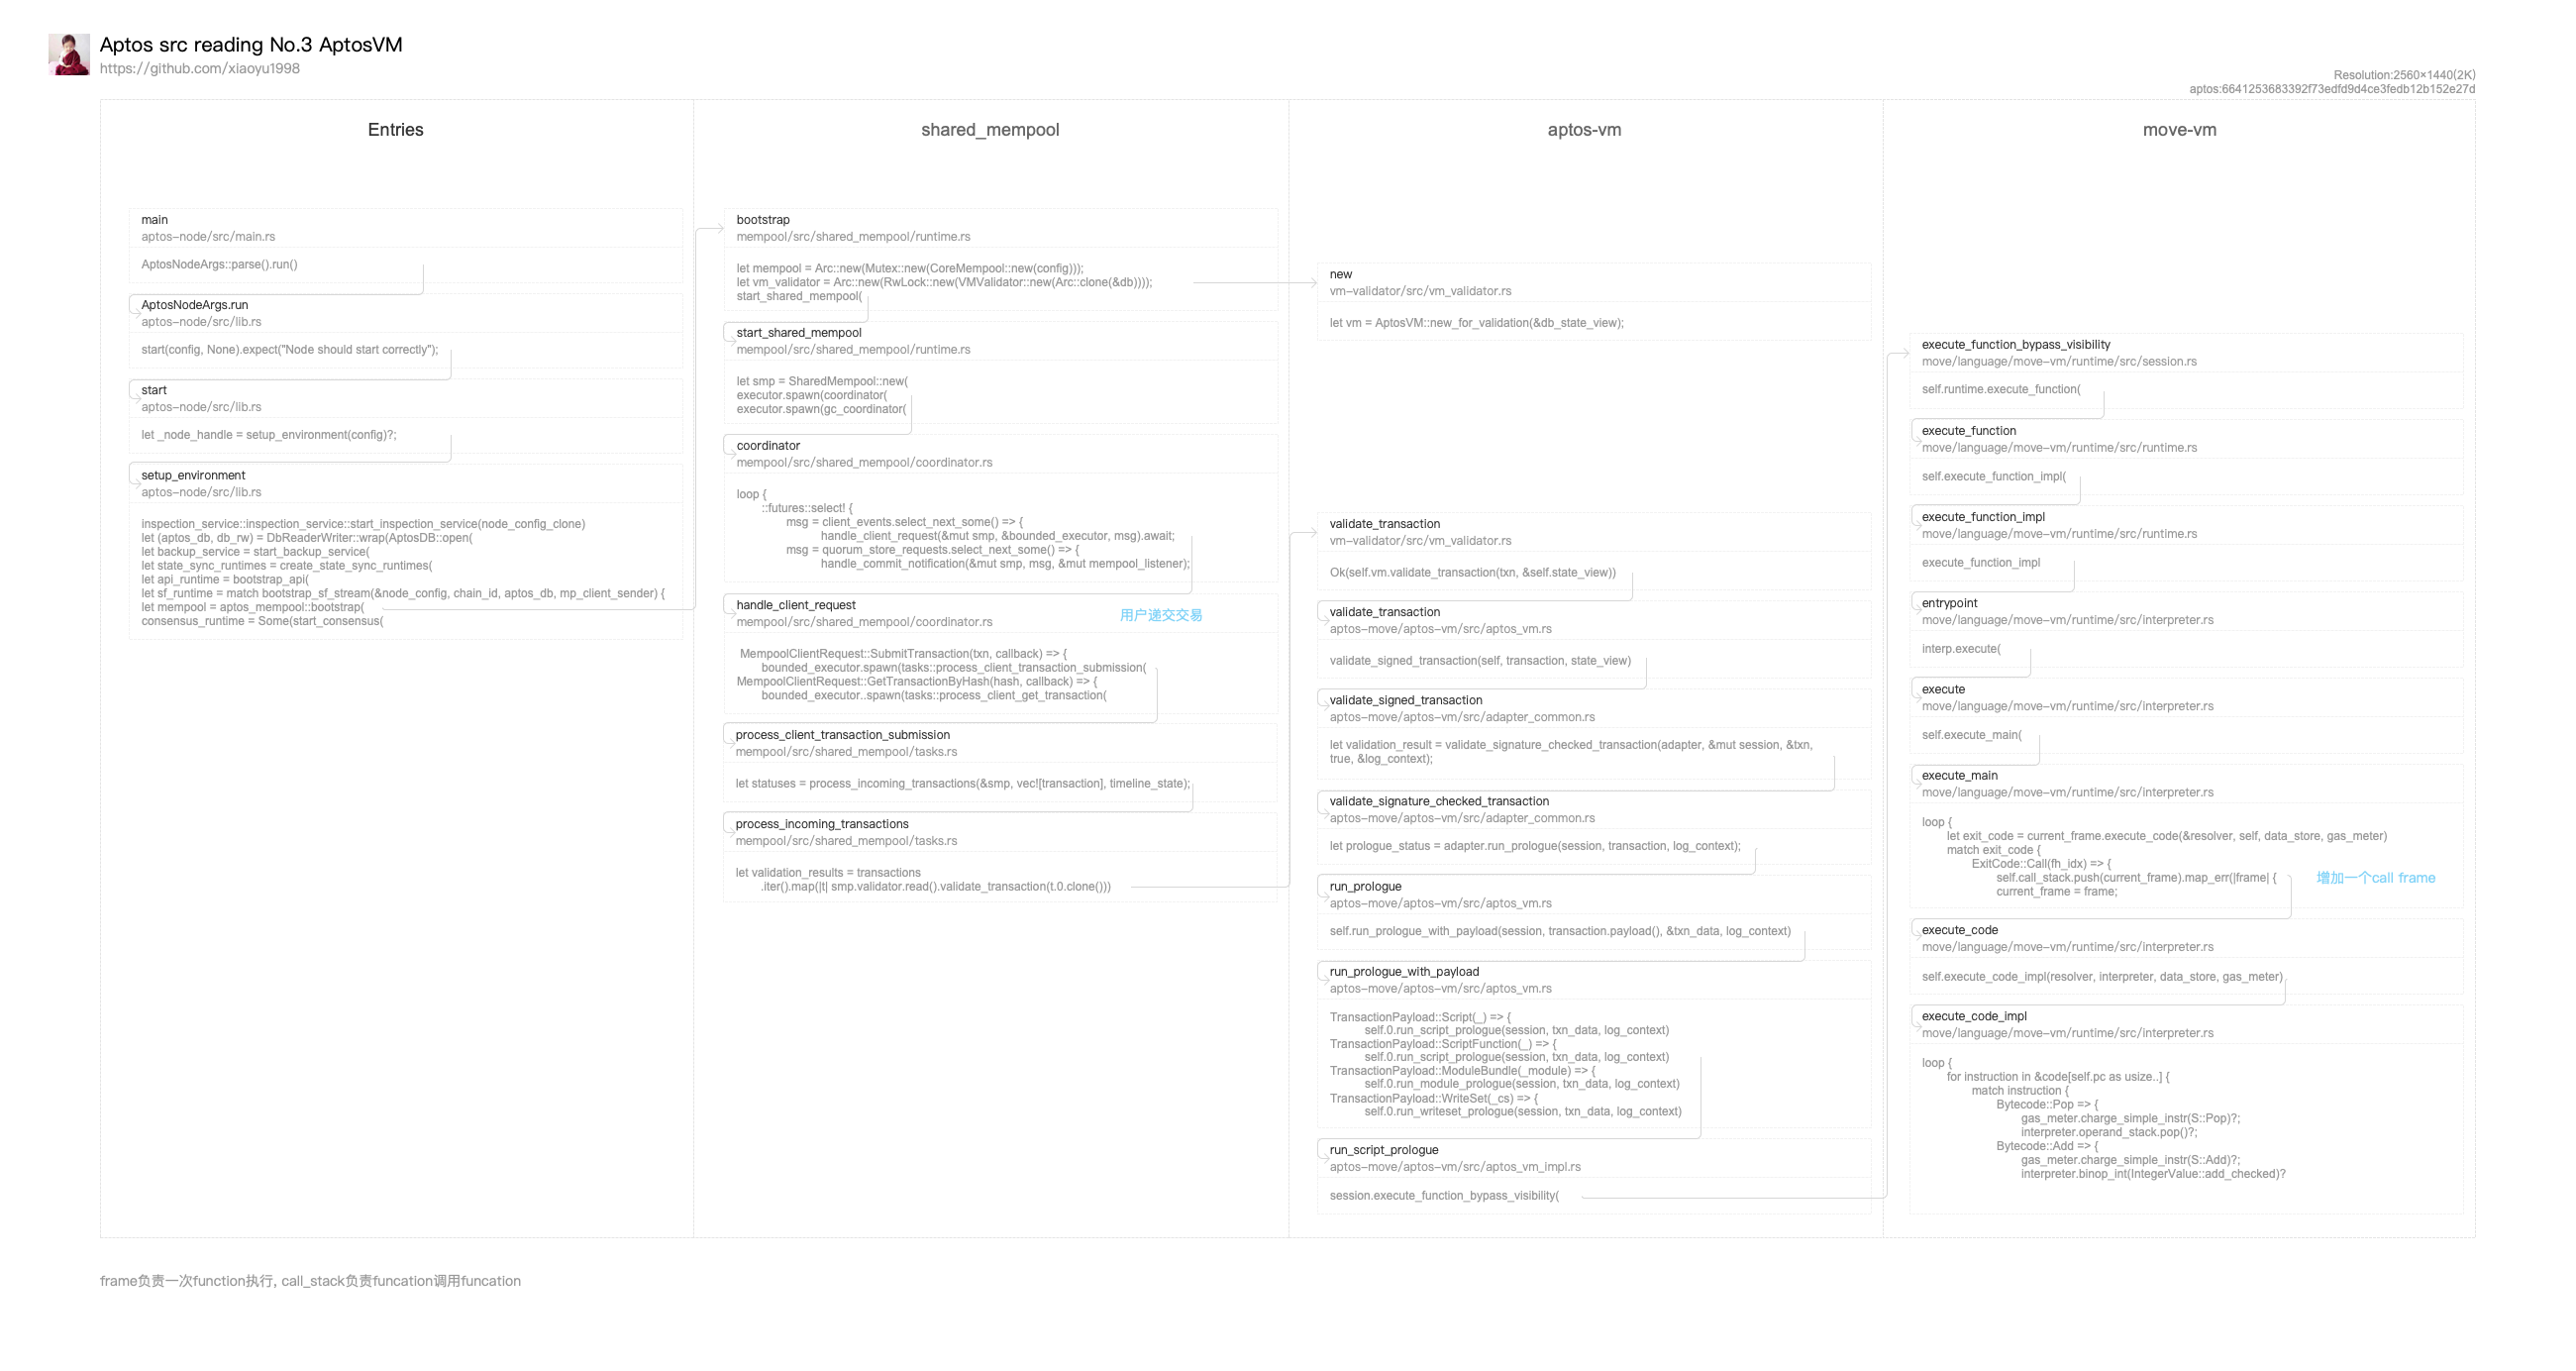 Aptos src reading No.3 AptosVM
https://github.com/xiaoyu1998
Resolution:2560×1440(2K)
aptos:6641253683392f73edfd9d4ce3fedb12b152e27d
Entries
main
aptos-node/src/main.rs
AptosNodeArgs::parse().run()
AptosNodeArgs.run
aptos-node/src/lib.rs
start(config, None).expect("Node should start correctly");
start
aptos-node/src/lib.rs
let _node_handle = setup_environment(config)?;
setup_environment
aptos-node/src/lib.rs
inspection_service::inspection_service::start_inspection_service(node_config_clone)
let (aptos_db, db_rw) = DbReaderWriter::wrap(AptosDB::open(
let backup_service = start_backup_service(
let state_sync_runtimes = create_state_sync_runtimes(
let api_runtime = bootstrap_api(
let sf_runtime = match bootstrap_sf_stream(&node_config, chain_id, aptos_db, mp_client_sender) {
let mempool = aptos_mempool::bootstrap(
consensus_runtime = Some(start_consensus(
shared_mempool
bootstrap
mempool/src/shared_mempool/runtime.rs
let mempool = Arc::new(Mutex::new(CoreMempool::new(config)));
let vm_validator = Arc::new(RwLock::new(VMValidator::new(Arc::clone(&db))));
start_shared_mempool(
start_shared_mempool
mempool/src/shared_mempool/runtime.rs
let smp = SharedMempool::new(
executor.spawn(coordinator(
executor.spawn(gc_coordinator(
coordinator
mempool/src/shared_mempool/coordinator.rs
loop {
::futures::select! {
msg = client_events.select_next_some() => {
handle_client_request(&mut smp, &bounded_executor, msg).await;
msg = quorum_store_requests.select_next_some() => {
handle_commit_notification(&mut smp, msg, &mut mempool_listener);
handle_client_request
mempool/src/shared_mempool/coordinator.rs
用户递交交易
MempoolClientRequest::SubmitTransaction(txn, callback) => {
bounded_executor.spawn(tasks::process_client_transaction_submission(
MempoolClientRequest::GetTransactionByHash(hash, callback) => {
bounded_executor..spawn(tasks::process_client_get_transaction(
process_client_transaction_submission
mempool/src/shared_mempool/tasks.rs
let statuses = process_incoming_transactions(&smp, vec![transaction], timeline_state);
process_incoming_transactions
mempool/src/shared_mempool/tasks.rs
let validation_results = transactions
.iter().map(|t| smp.validator.read().validate_transaction(t.0.clone()))
aptos-vm
new
vm-validator/src/vm_validator.rs
let vm = AptosVM::new_for_validation(&db_state_view);
validate_transaction
vm-validator/src/vm_validator.rs
Ok(self.vm.validate_transaction(txn, &self.state_view))
validate_transaction
aptos-move/aptos-vm/src/aptos_vm.rs
validate_signed_transaction(self, transaction, state_view)
validate_signed_transaction
aptos-move/aptos-vm/src/adapter_common.rs
let validation_result = validate_signature_checked_transaction(adapter, &mut session, &txn,
true, &log_context);
validate_signature_checked_transaction
aptos-move/aptos-vm/src/adapter_common.rs
let prologue_status = adapter.run_prologue(session, transaction, log_context);
run_prologue
aptos-move/aptos-vm/src/aptos_vm.rs
self.run_prologue_with_payload(session, transaction.payload(), &txn_data, log_context)
run_prologue_with_payload
aptos-move/aptos-vm/src/aptos_vm.rs
TransactionPayload::Script(_) => {
self.0.run_script_prologue(session, txn_data, log_context)
TransactionPayload::ScriptFunction(_) => {
self.0.run_script_prologue(session, txn_data, log_context)
TransactionPayload::ModuleBundle(_module) => {
self.0.run_module_prologue(session, txn_data, log_context)
TransactionPayload::WriteSet(_cs) => {
self.0.run_writeset_prologue(session, txn_data, log_context)
run_script_prologue
aptos-move/aptos-vm/src/aptos_vm_impl.rs
session.execute_function_bypass_visibility(
move-vm
execute_function_bypass_visibility
move/language/move-vm/runtime/src/session.rs
self.runtime.execute_function(
execute_function
move/language/move-vm/runtime/src/runtime.rs
self.execute_function_impl(
execute_function_impl
move/language/move-vm/runtime/src/runtime.rs
execute_function_impl
entrypoint
move/language/move-vm/runtime/src/interpreter.rs
interp.execute(
execute
move/language/move-vm/runtime/src/interpreter.rs
self.execute_main(
execute_main
move/language/move-vm/runtime/src/interpreter.rs
loop {
let exit_code = current_frame.execute_code(&resolver, self, data_store, gas_meter)
match exit_code {
ExitCode::Call(fh_idx) => {
self.call_stack.push(current_frame).map_err(|frame| {
current_frame = frame;
增加一个call frame
execute_code
move/language/move-vm/runtime/src/interpreter.rs
self.execute_code_impl(resolver, interpreter, data_store, gas_meter)
execute_code_impl
move/language/move-vm/runtime/src/interpreter.rs
loop {
for instruction in &code[self.pc as usize..] {
match instruction {
Bytecode::Pop => {
gas_meter.charge_simple_instr(S::Pop)?;
interpreter.operand_stack.pop()?;
Bytecode::Add => {
gas_meter.charge_simple_instr(S::Add)?;
interpreter.binop_int(IntegerValue::add_checked)?
frame负责一次function执行, call_stack负责funcation调用funcation